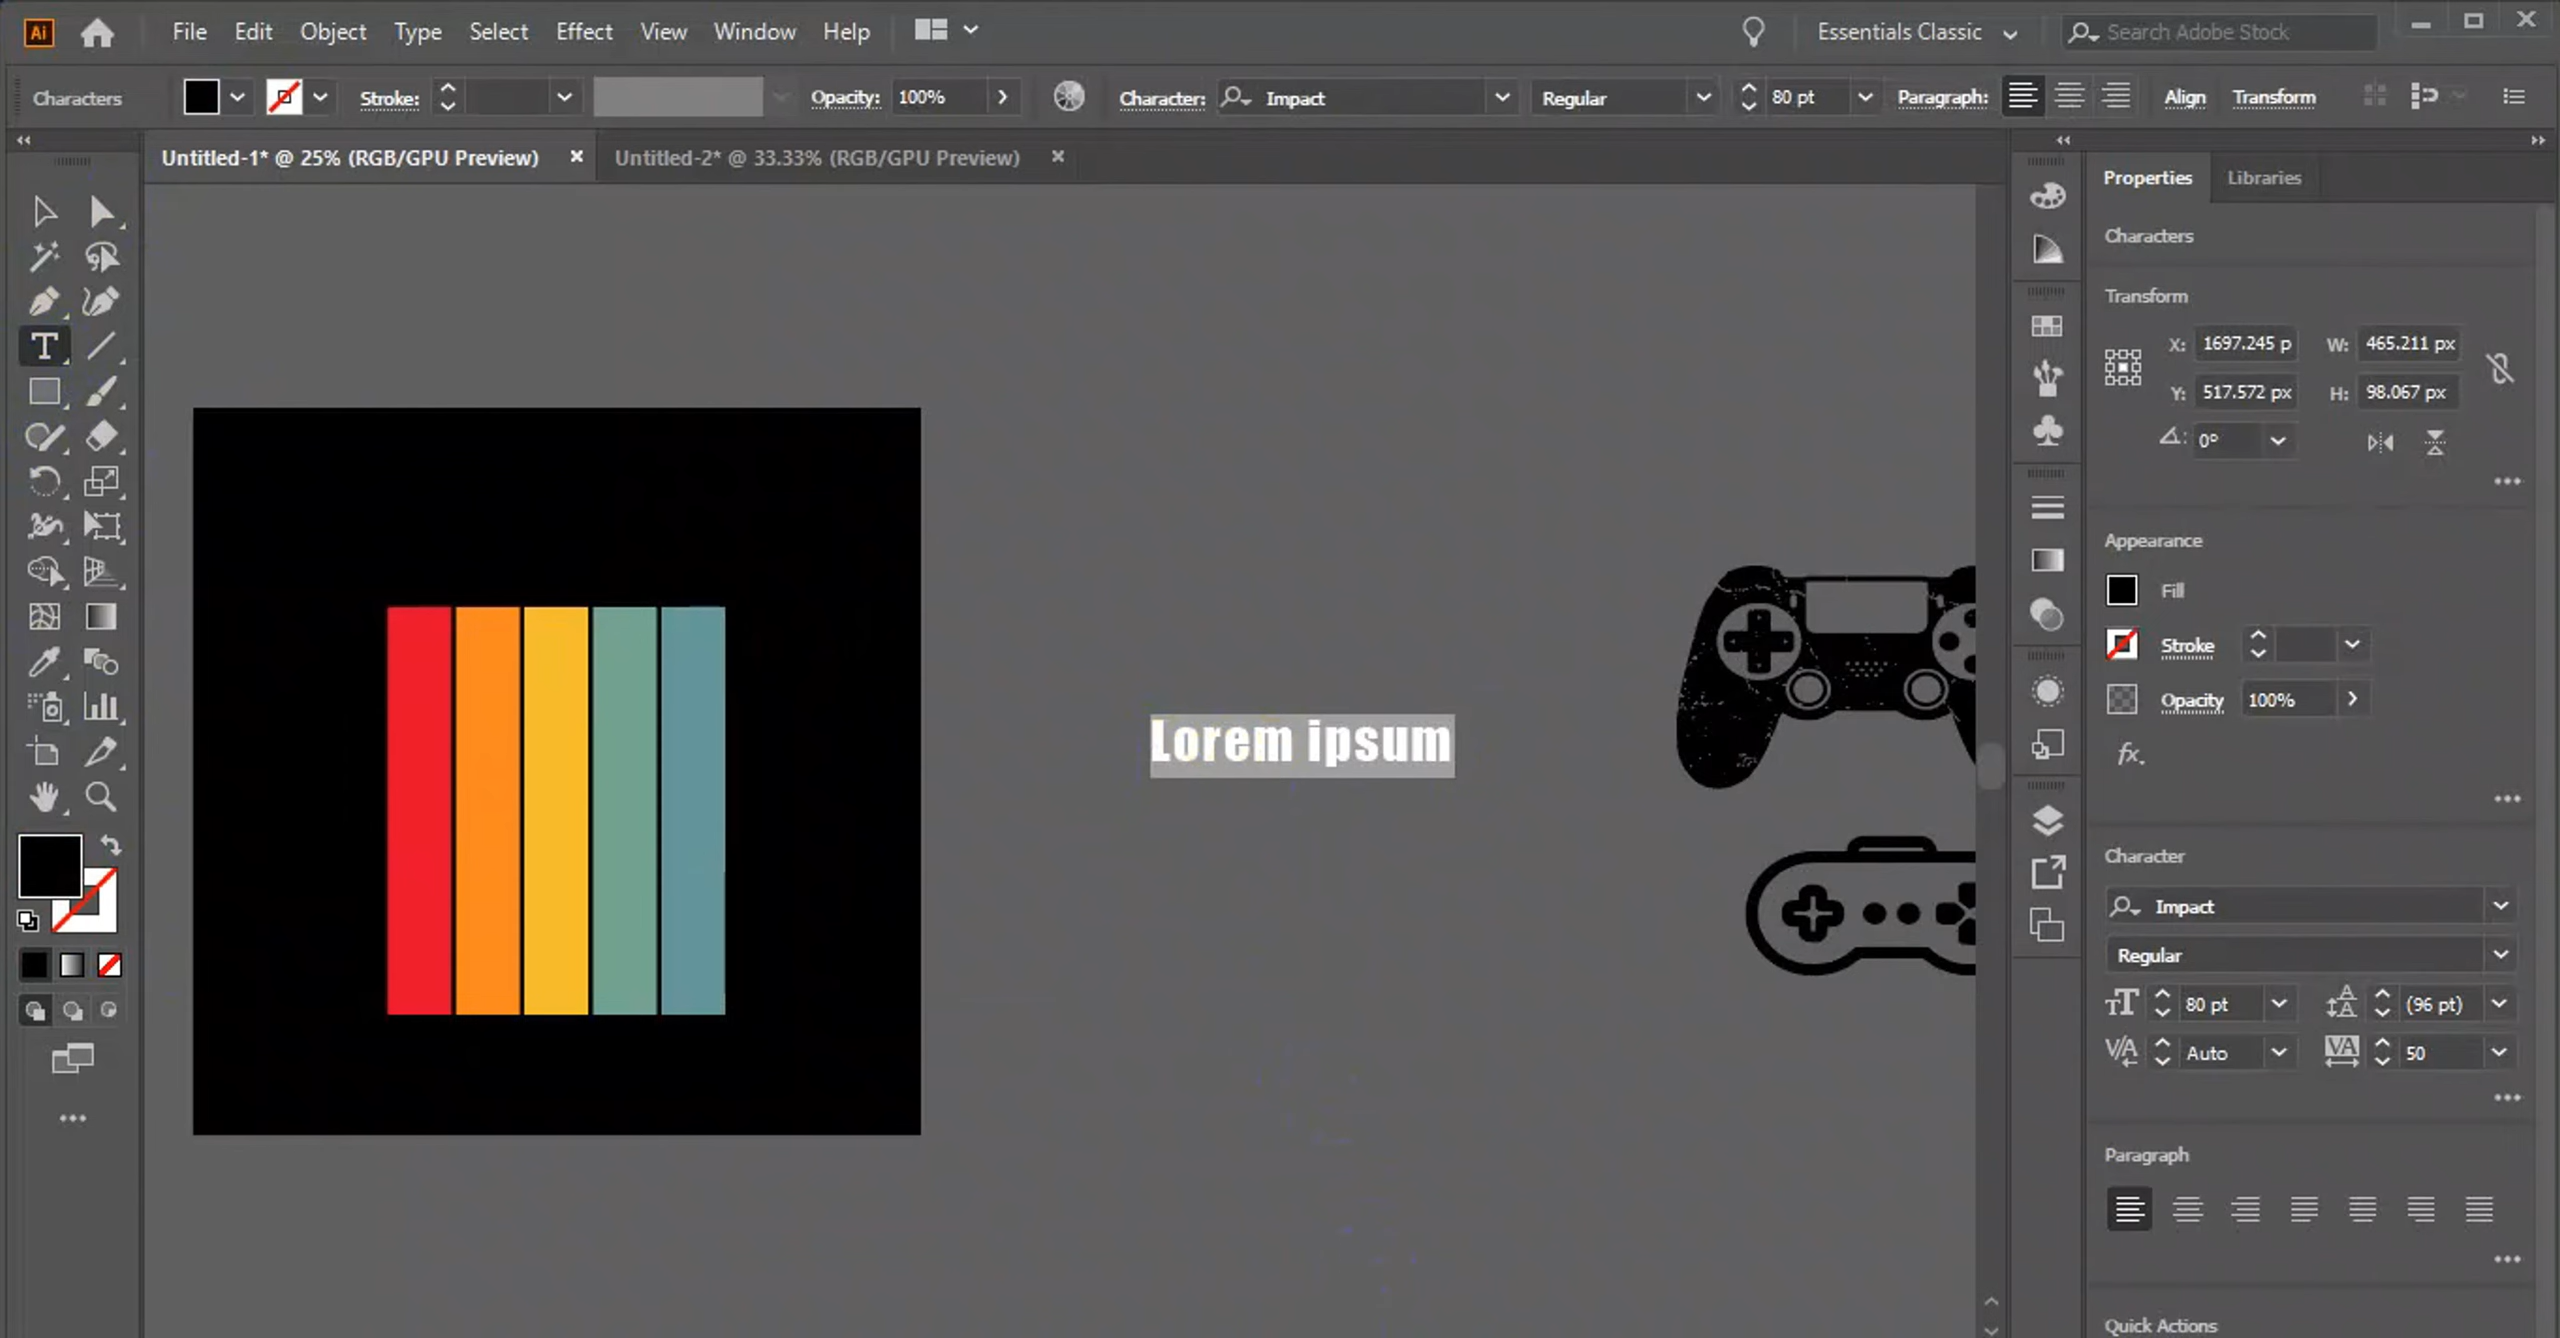 Ai File Edit Object Type Select Effect View Window Help Essentials Classic Search Adobe Stock
Characters Stroke: Opacity: 100% Character: Impact Regular 80 pt Paragraph: Align Transform
Untitled-1* @ 25% (RGB/GPU Preview) Untitled-2* @ 33.33% (RGB/GPU Preview)
Properties Libraries
Characters
Transform
X: 1697.245 p W: 465.211 px
Y: 517.572 px H: 98.067 px
0°
Appearance
Fill
Stroke
Opacity 100%
fx.
Lorem ipsum
Character
Impact
Regular
80 pt (96 pt)
Auto 50
Paragraph
Quick Actions